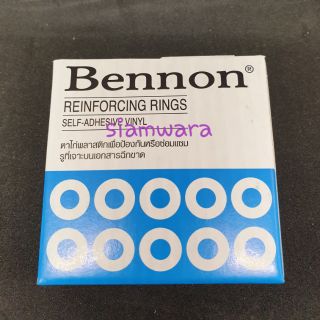 Bennon®
REINFORCING RINGS
SELF-ADHESIVE VINYL
siamwara
ตาไก่พลาสติกเพื่อป้องกันหรือซ่อมแซม
รูที่เจาะบนเอกสารฉีกขาด